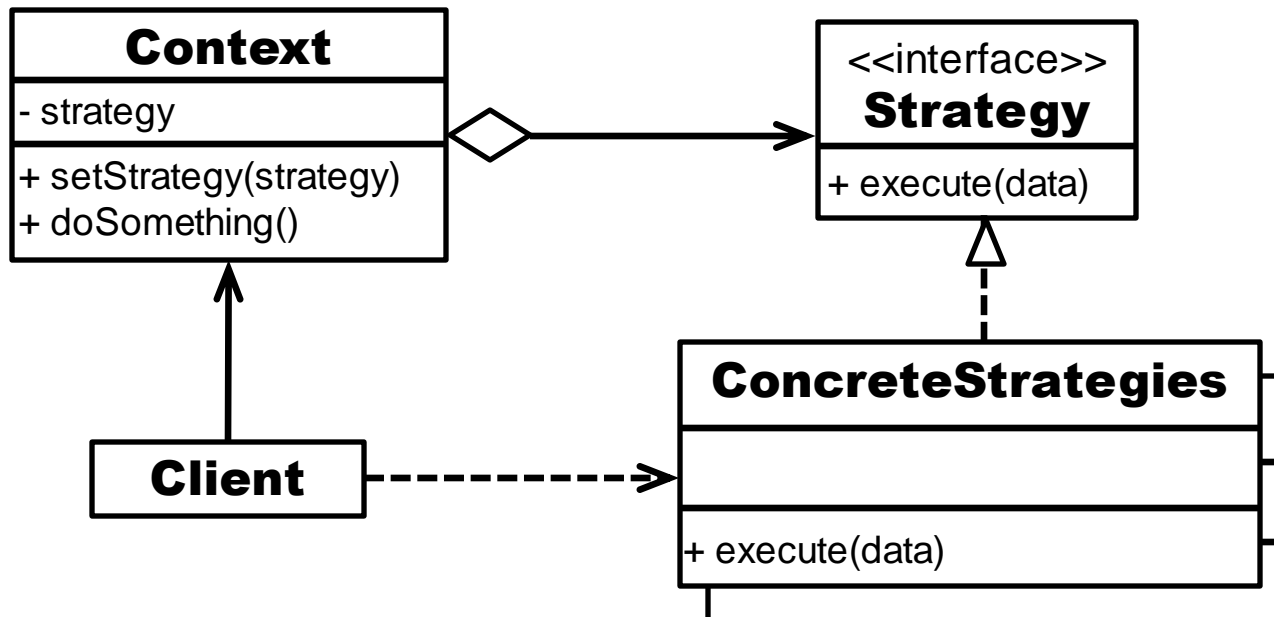 Context
- strategy
+ setStrategy(strategy)
+ doSomething()
<<interface>>
Strategy
+ execute(data)
Client
ConcreteStrategies
+ execute(data)